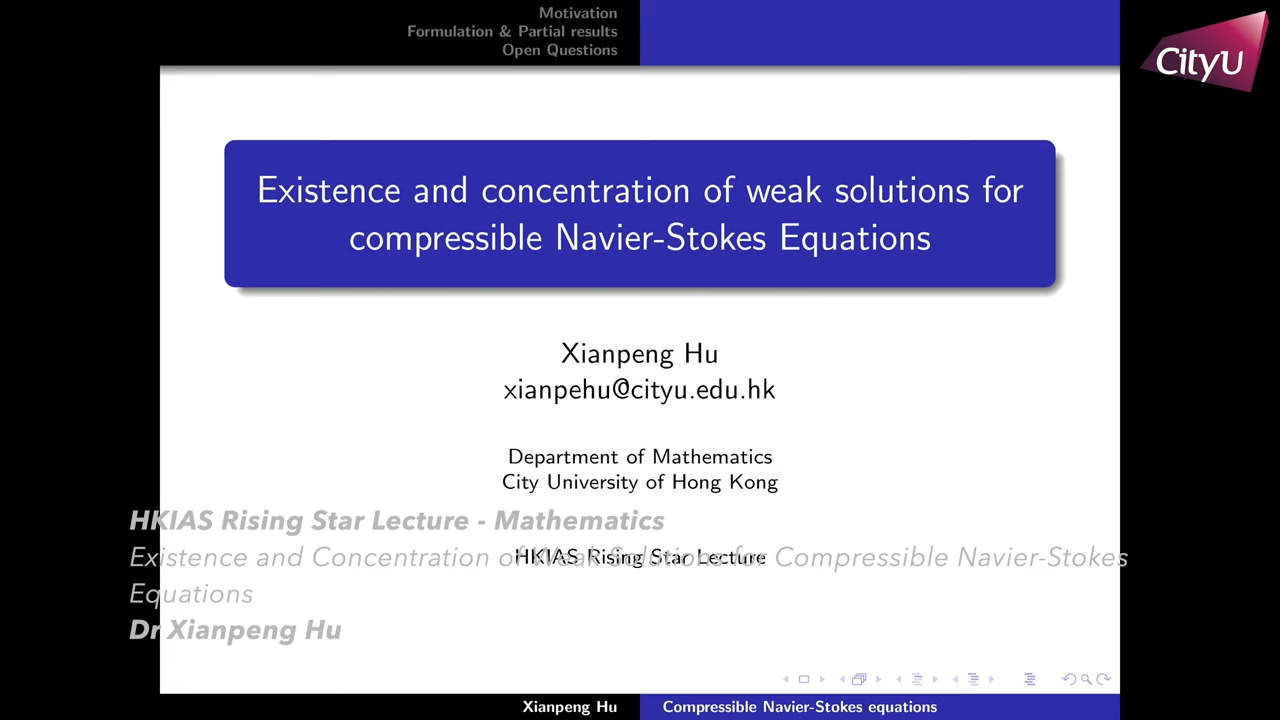 Motivation
Formulation & Partial results
Open Questions
CityU
Existence and concentration of weak solutions for
compressible Navier-Stokes Equations
Xianpeng Hu
xianpehu@cityu.edu.hk
Department of Mathematics
City University of Hong Kong
HKIAS Rising Star Lecture - Mathematics
HKIAS Rising Star Lecture
Existence and Concentration of Weak Solutions for Compressible Navier-Stokes
Equations
Dr Xianpeng Hu
Xianpeng Hu
Compressible Navier-Stokes equations